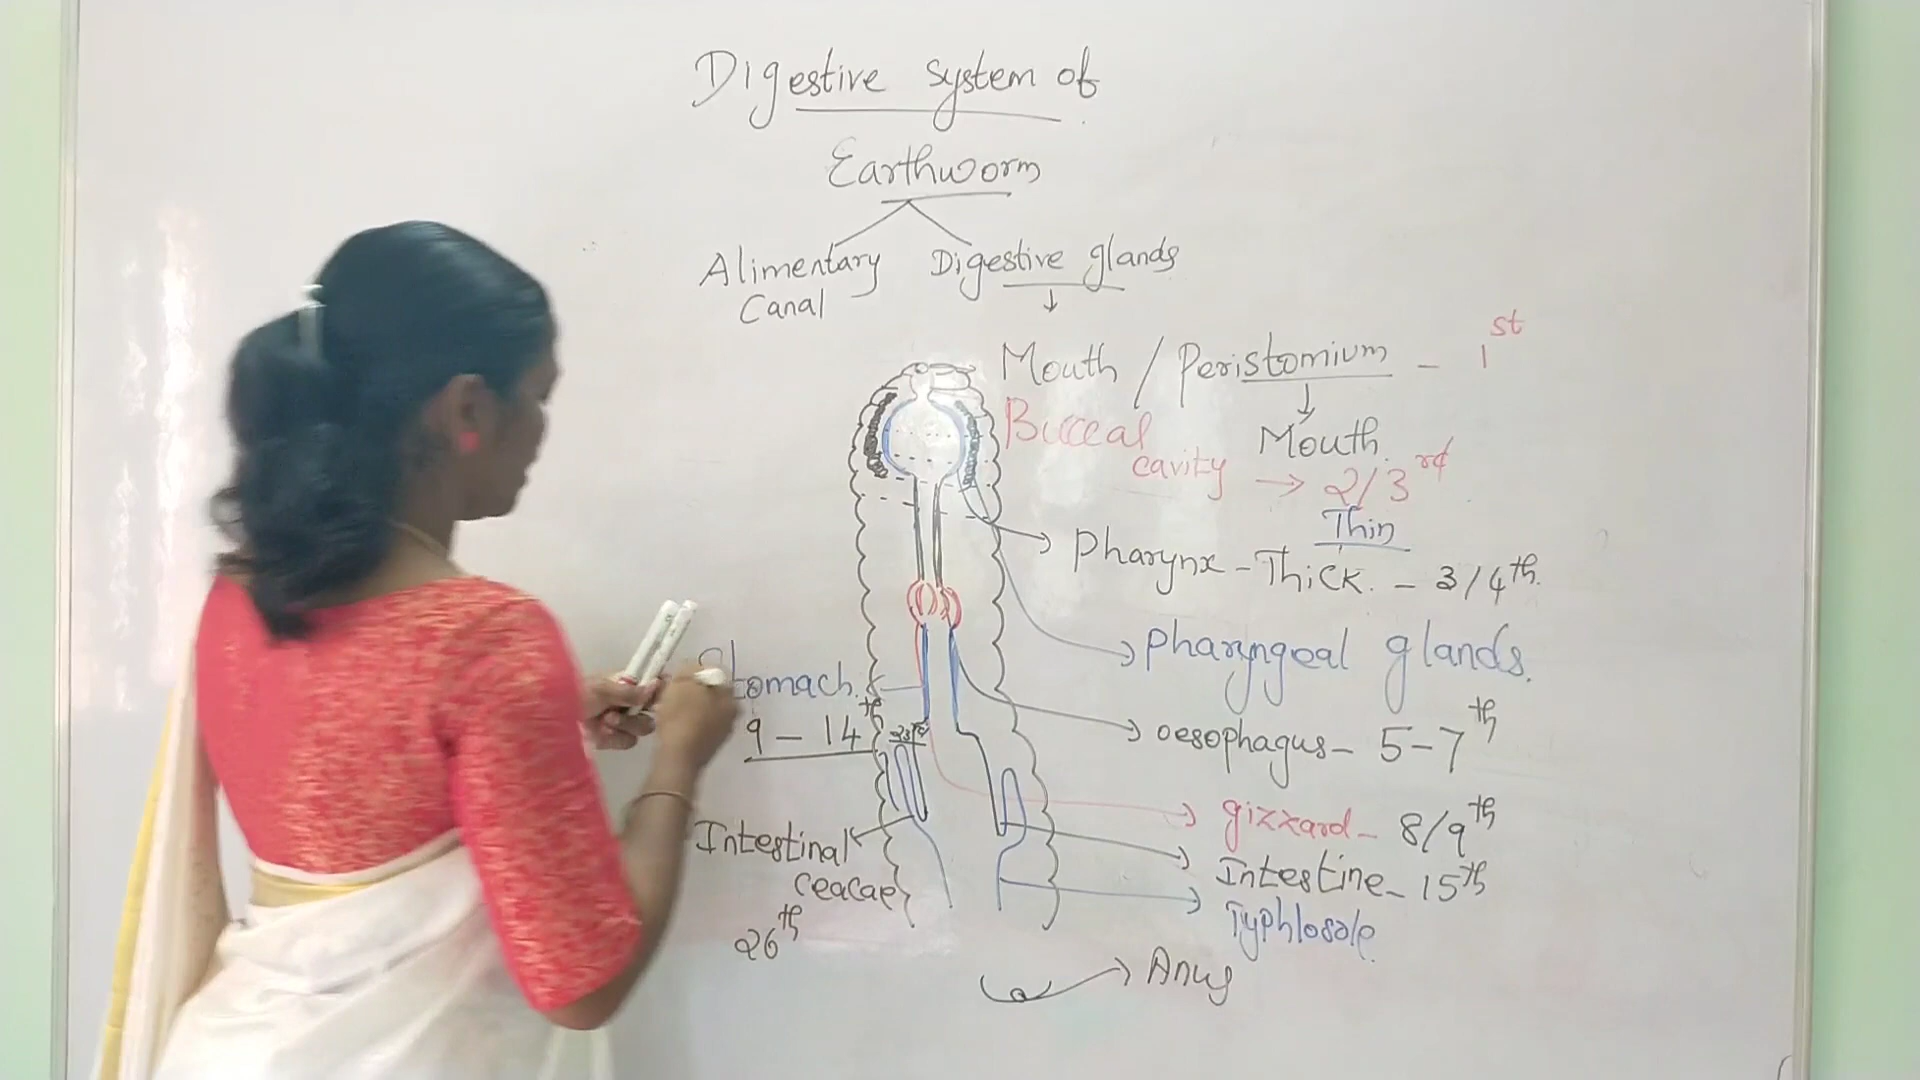 Digestive system of
Earthworm
Alimentary Digestive glands
Canal
Mouth / Peristomium - 1st
Mouth
Buccal
cavity → 2/3rd
Thin
Pharynx - Thick. - 3/4th.
Pharyngeal glands.
Stomach.
9 - 14th
oesophagus - 5-7th
gizzard - 8/9th
Intestinal
Ceacae
26th
Intestine - 15th
Typhlosole
Anus